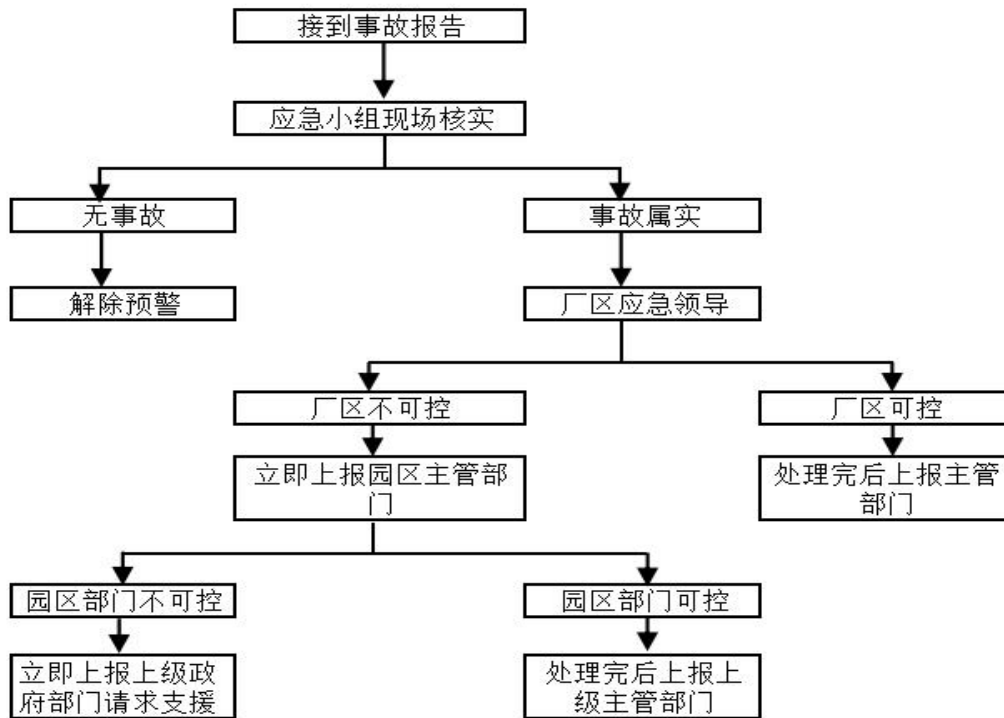 接到事故报告
应急小组现场核实
无事故
事故属实
解除预警
厂区应急领导
厂区不可控
厂区可控
立即上报园区主管部
门
处理完后上报主管
部门
园区部门不可控
园区部门可控
立即上报上级政
府部门请求支援
处理完后上报上
级主管部门